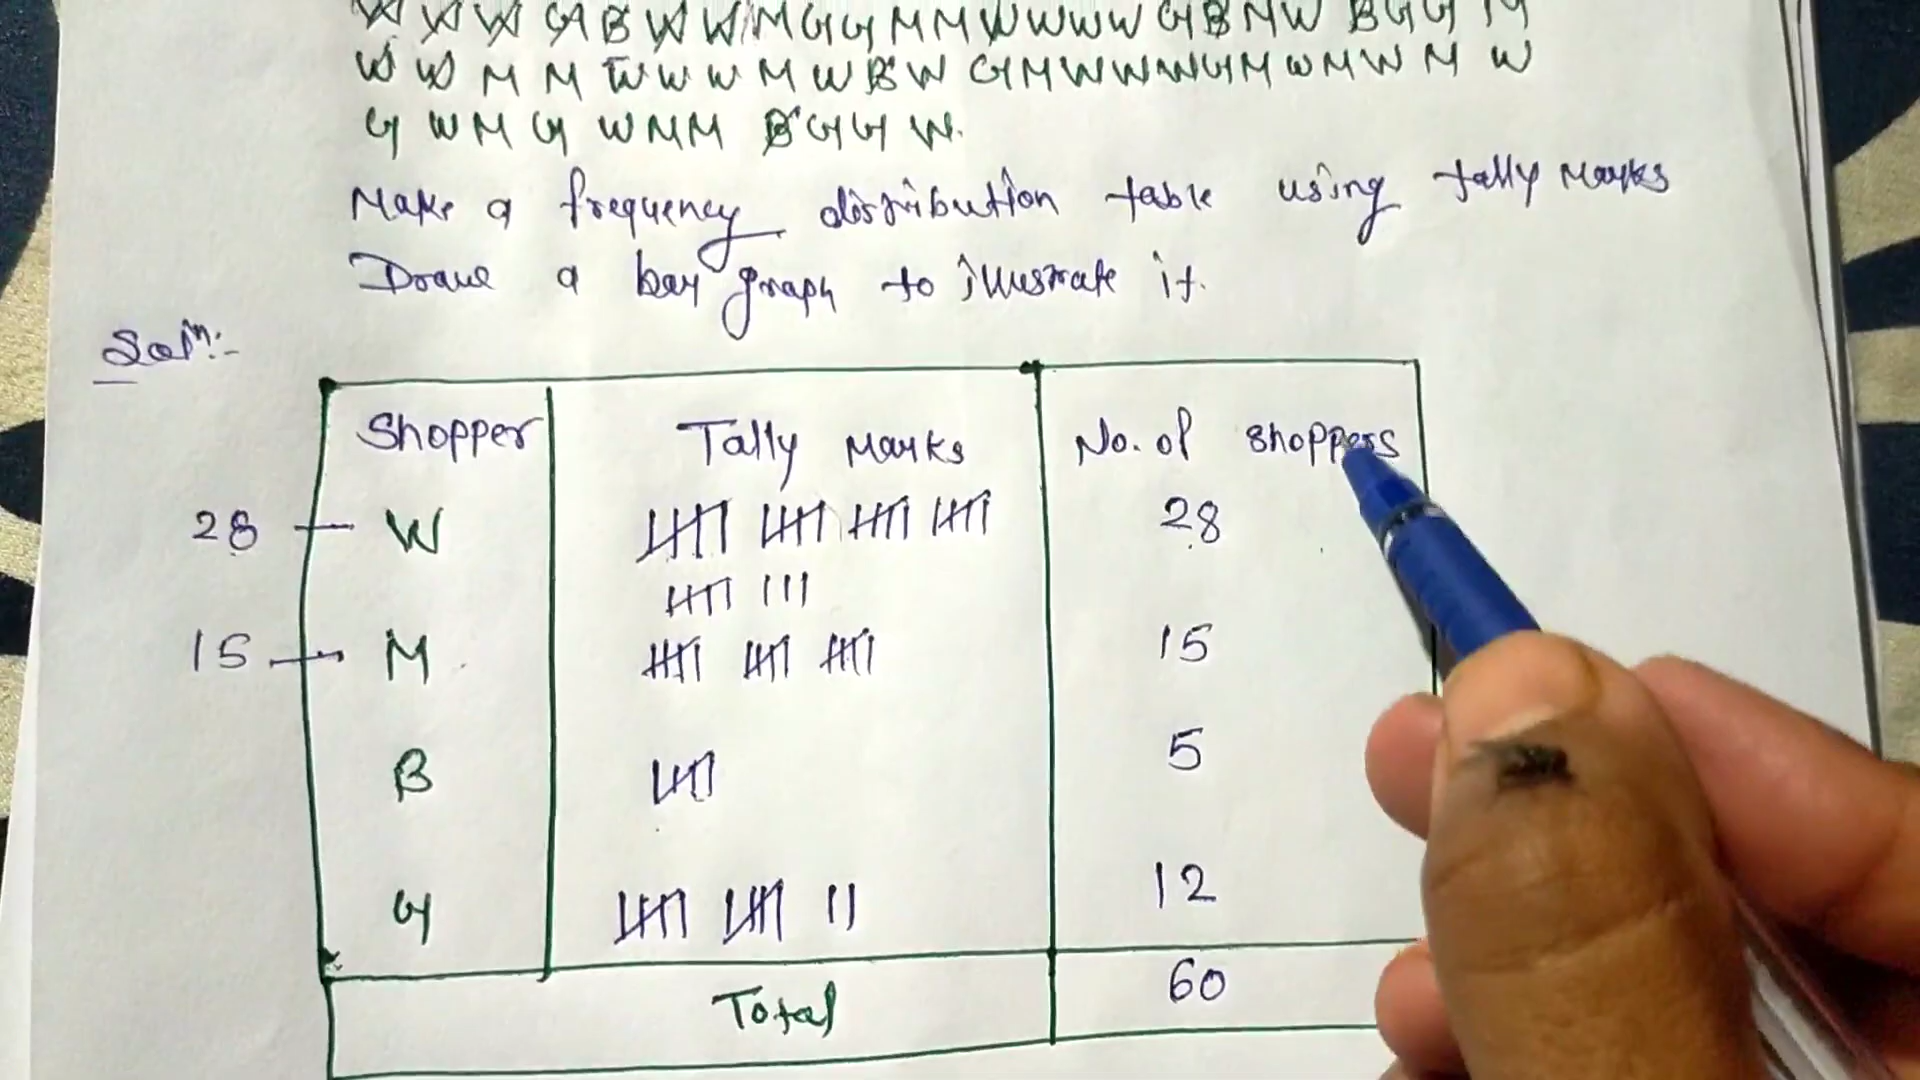 W W W G B W W M G G M M W W W W G B M W B G G M
W W M M W W W M W B W G M W W W W G M W M W M W
G W M G W M M B G G W.
Make a frequency distribution table using tally marks
Draw a bar graph to illustrate it.
Solⁿ:-
Shopper Tally Marks No. of shoppers
28 — W 𝍸 𝍸 𝍸 𝍸 28
𝍸 |||
15 — M 𝍸 𝍸 𝍸 15
B 𝍸 5
G 𝍸 𝍸 || 12
Total 60